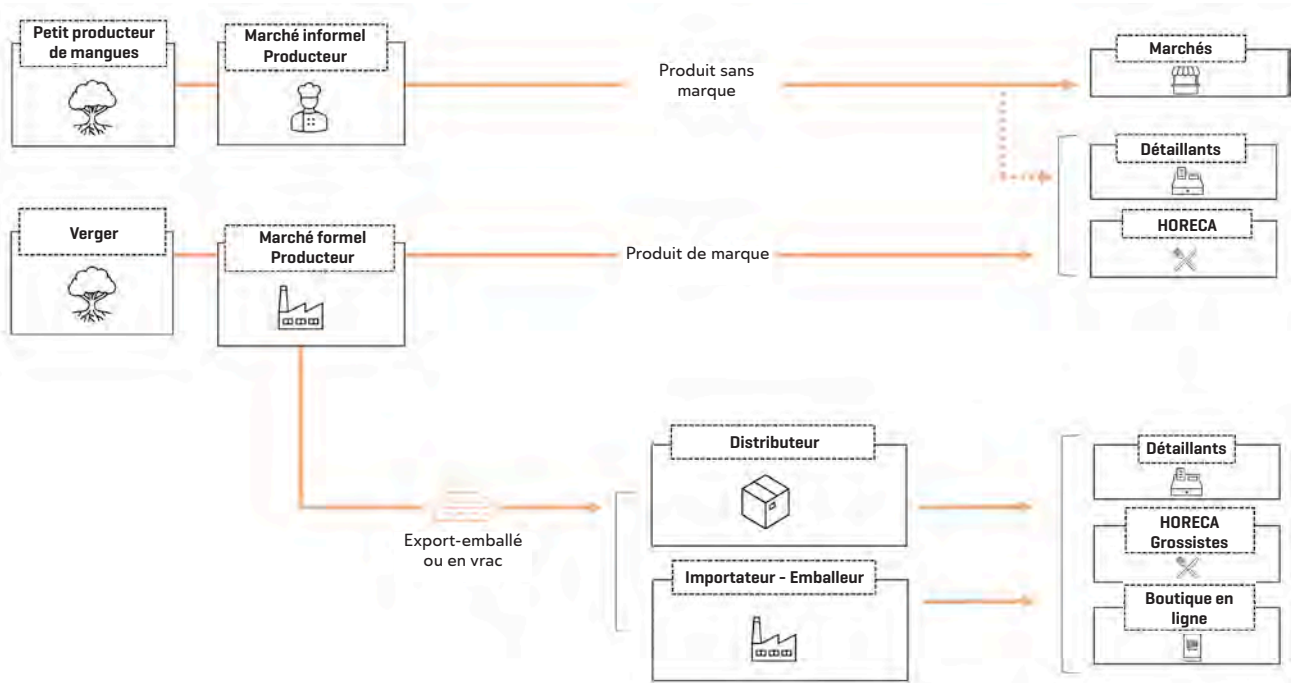 Petit producteur
de mangues
Marché informel
Producteur
Produit sans
marque
Marchés
Détaillants
HORECA
Verger
Marché formel
Producteur
Produit de marque
Export-emballé
ou en vrac
Distributeur
Importateur - Emballeur
Détaillants
HORECA
Grossistes
Boutique en
ligne